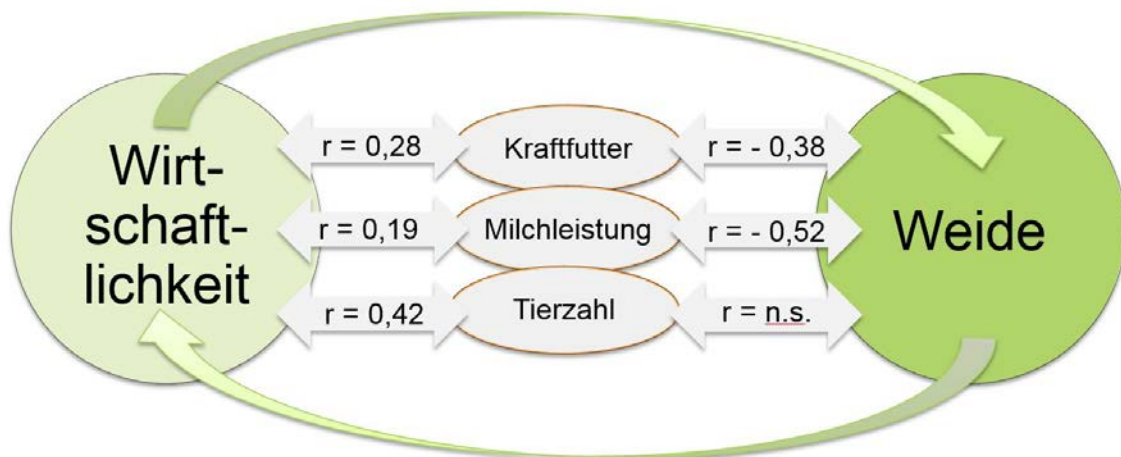 Wirt-
schaft-
lichkeit
r = 0,28
Kraftfutter
r = - 0,38
r = 0,19
Milchleistung
r = - 0,52
r = 0,42
Tierzahl
r = n.s.
Weide